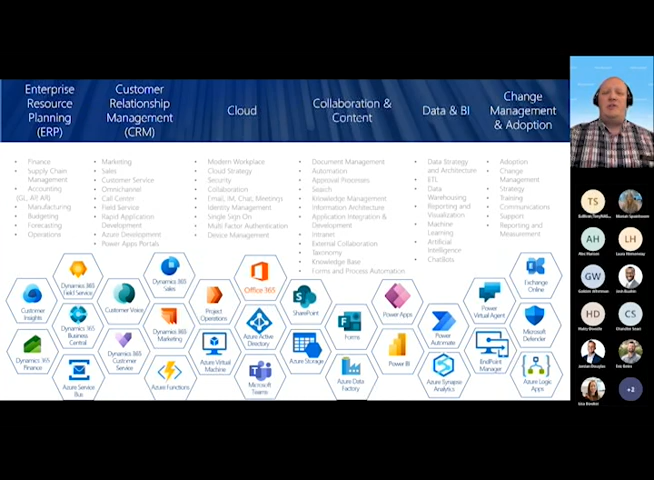 Enterprise
Resource
Planning
(ERP)
Customer
Relationship
Management
(CRM)
Cloud
Collaboration &
Content
Data & BI
Change
Management
& Adoption
• Finance
• Supply Chain
Management
• Accounting
(GL, AP, AR)
• Manufacturing
• Budgeting
• Forecasting
• Operations
• Marketing
• Sales
• Customer Service
• Omnichannel
• Call Center
• Field Service
• Rapid Application
Development
• Azure Development
• Power Apps Portals
• Modern Workplace
• Cloud Strategy
• Security
• Collaboration
• Email, IM, Chat, Meetings
• Identity Management
• Single Sign On
• Multi Factor Authentication
• Device Management
• Document Management
• Automation
• Approval Processes
• Search
• Knowledge Management
• Information Architecture
• Application Integration &
Development
• Intranet
• External Collaboration
• Taxonomy
• Knowledge Base
• Forms and Process Automation
• Data Strategy
and Architecture
• ETL
• Data
Warehousing
• Reporting and
Visualization
• Machine
Learning
• Artificial
Intelligence
• ChatBots
• Adoption
• Change
Management
• Strategy
• Training
• Communications
• Support
• Reporting and
Measurement
Dynamics 365
Field Service
Dynamics 365
Sales
Office 365
Exchange
Online
Customer
Insights
Customer Voice
Project
Operations
SharePoint
Power Apps
Power
Virtual Agent
Dynamics 365
Business
Central
Dynamics 365
Marketing
Azure Active
Directory
Forms
Power
Automate
Microsoft
Defender
Dynamics 365
Finance
Dynamics 365
Customer
Service
Azure Virtual
Machine
Azure Storage
Power BI
EndPoint
Manager
Azure Service
Bus
Azure Functions
Microsoft
Teams
Azure Data
Factory
Azure Synapse
Analytics
Azure Logic
Apps
TS
AH
LH
GW
HD
CS
+2